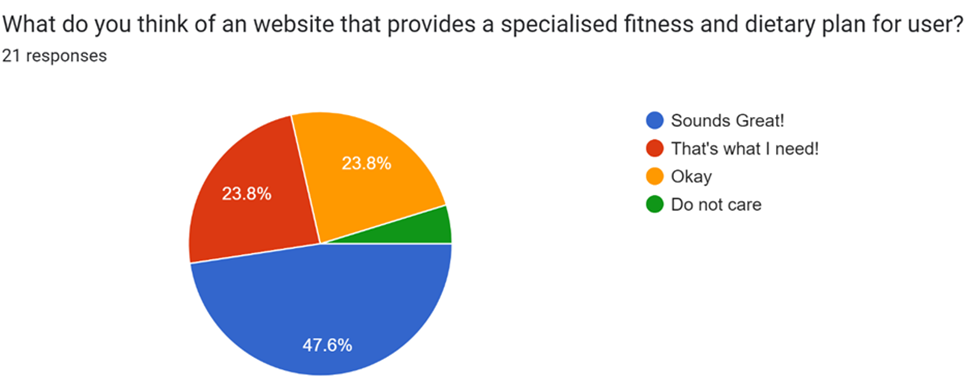 What do you think of an website that provides a specialised fitness and dietary plan for user?
21 responses
Sounds Great!
That's what I need!
Okay
Do not care
23.8%
23.8%
47.6%